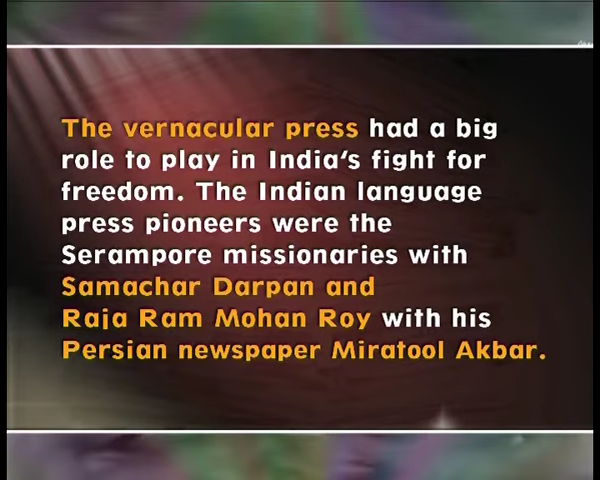 The vernacular press had a big
role to play in India's fight for
freedom. The Indian language
press pioneers were the
Serampore missionaries with
Samachar Darpan and
Raja Ram Mohan Roy with his
Persian newspaper Miratool Akbar.